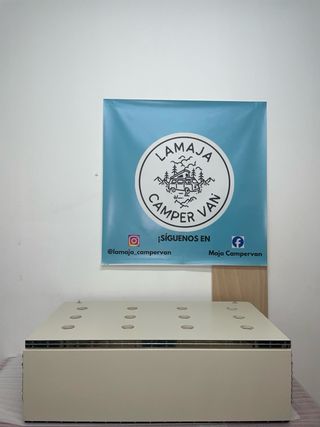 LAMAJA
CAMPER VAN
¡SÍGUENOS EN
@lamaja_campervan
Maja Campervan